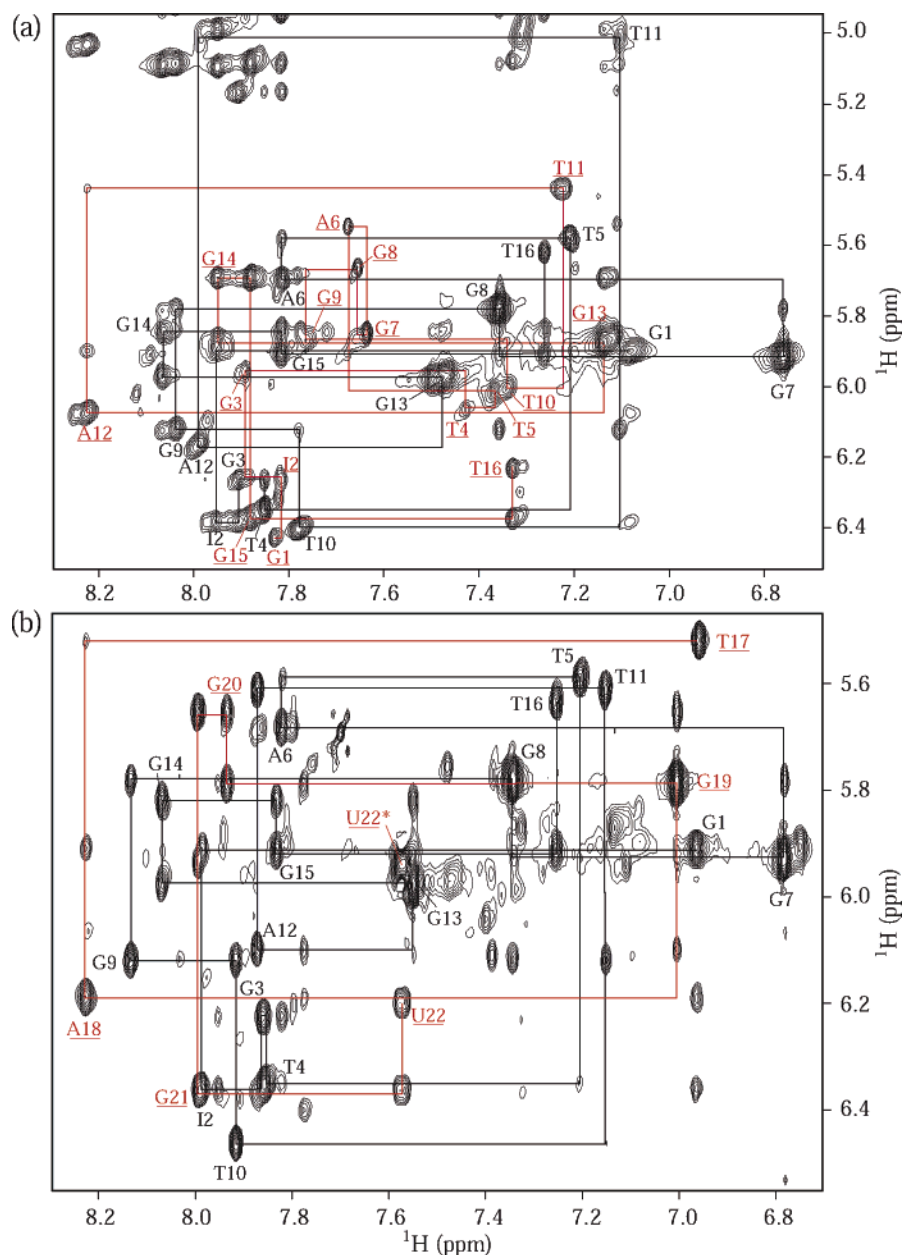 (a)
T11
5.0
5.2
5.4
5.6
5.8
6.0
6.2
6.4
¹H (ppm)
T11
A6
T5
T16
G8
G14
A6
G8
G9
G13
G14
G7
G1
G15
G7
G13
G3
T10
A12
T4
T5
G9
A12
G3
I2
T16
I2
T4
T10
G15
G1
8.2 8.0 7.8 7.6 7.4 7.2 7.0 6.8
(b)
T17
T5
T11
5.6
G20
T16
A6
G8
G14
5.8
G19
U22*
G1
G15
G7
G13
6.0
A12
G9
G3
6.2
A18
U22
T4
G21
I2
6.4
T10
¹H (ppm)
8.2 8.0 7.8 7.6 7.4 7.2 7.0 6.8
¹H (ppm)